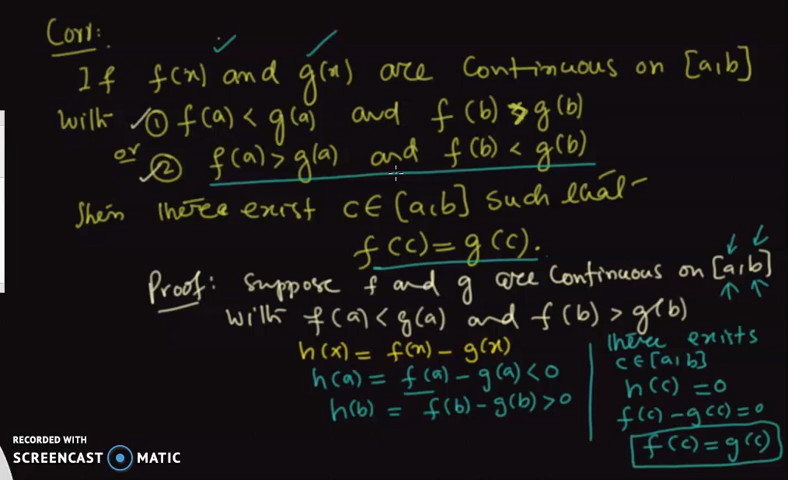 Corr:
If f(x) and g(x) are continuous on [a,b]
with ① f(a) < g(a) and f(b) > g(b)
or ② f(a) > g(a) and f(b) < g(b)
Then there exist c∈[a,b] such that
f(c) = g(c).
Proof: Suppose f and g are continuous on [a,b]
with f(a) < g(a) and f(b) > g(b)
h(x) = f(x) - g(x)
h(a) = f(a) - g(a) < 0
h(b) = f(b) - g(b) > 0
there exists
c∈[a,b]
h(c) = 0
f(c) - g(c) = 0
f(c) = g(c)
RECORDED WITH
SCREENCAST MATIC